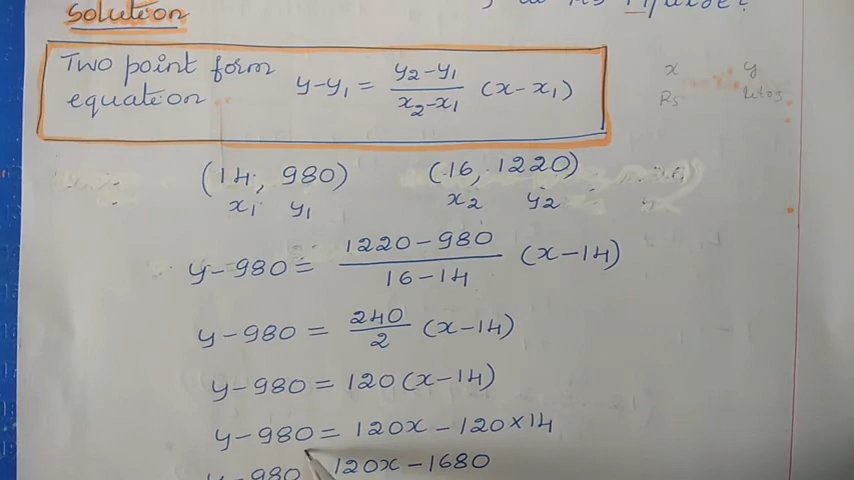 Solution
Two point form equation y-y₁ = (y₂-y₁)/(x₂-x₁) (x-x₁)
x y
Rs litres
(14, 980) (16, 1220)
x₁ y₁ x₂ y₂
y-980 = (1220-980)/(16-14) (x-14)
y-980 = 240/2 (x-14)
y-980 = 120(x-14)
y-980 = 120x - 120×14
y-980 120x - 1680